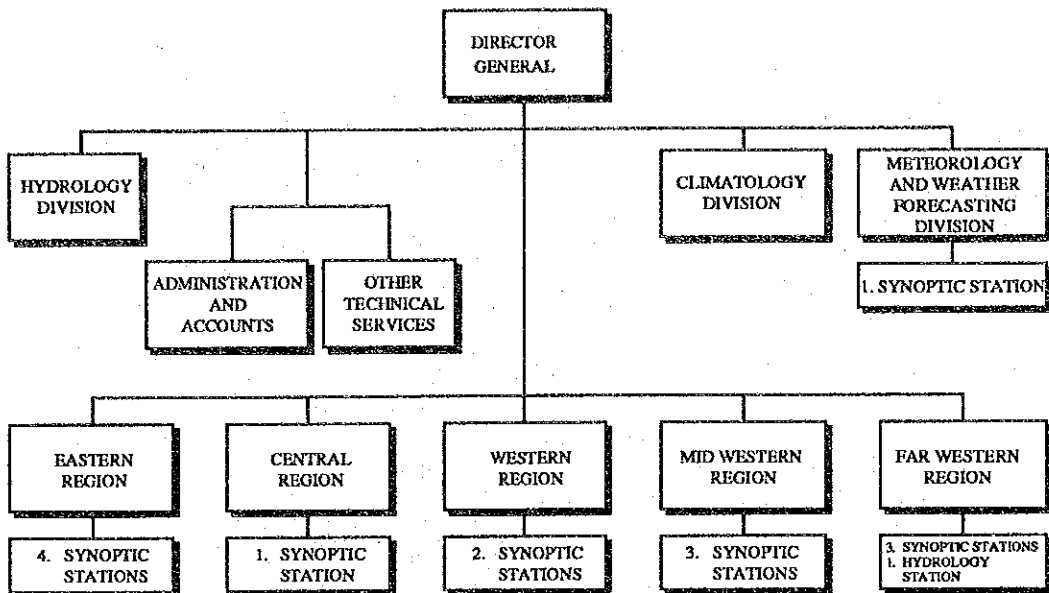 DIRECTOR
GENERAL
HYDROLOGY
DIVISION
CLIMATOLOGY
DIVISION
METEOROLOGY
AND WEATHER
FORECASTING
DIVISION
ADMINISTRATION
AND
ACCOUNTS
OTHER
TECHNICAL
SERVICES
1. SYNOPTIC STATION
EASTERN
REGION
CENTRAL
REGION
WESTERN
REGION
MID WESTERN
REGION
FAR WESTERN
REGION
4. SYNOPTIC
STATIONS
1. SYNOPTIC
STATION
2. SYNOPTIC
STATIONS
3. SYNOPTIC
STATIONS
3. SYNOPTIC STATIONS
1. HYDROLOGY
STATION